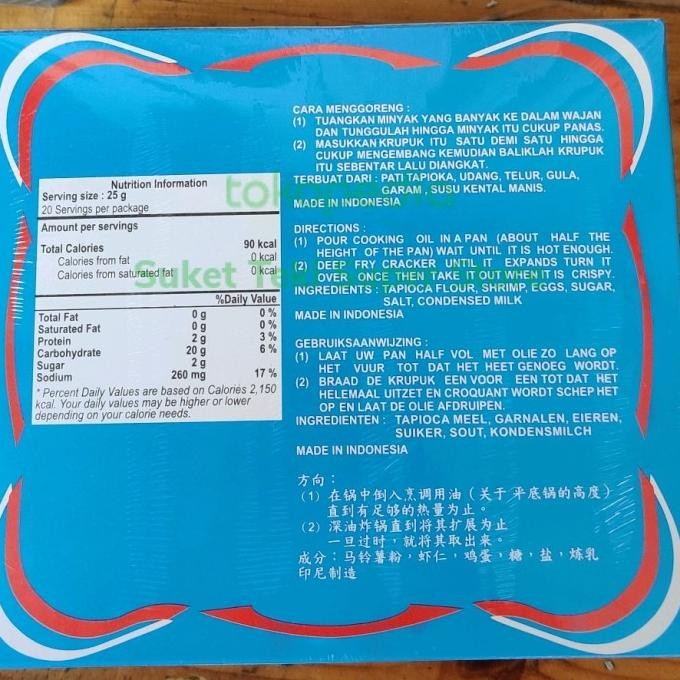 CARA MENGGORENG :
(1) TUANGKAN MINYAK YANG BANYAK KE DALAM WAJAN
DAN TUNGGULAH HINGGA MINYAK ITU CUKUP PANAS.
(2) MASUKKAN KRUPUK ITU SATU DEMI SATU HINGGA
CUKUP MENGEMBANG KEMUDIAN BALIKLAH KRUPUK
ITU SEBENTAR LALU DIANGKAT.
TERBUAT DARI : PATI TAPIOKA, UDANG, TELUR, GULA,
GARAM , SUSU KENTAL MANIS.
MADE IN INDONESIA
DIRECTIONS :
(1) POUR COOKING OIL IN A PAN (ABOUT HALF THE
HEIGHT OF THE PAN) WAIT UNTIL IT IS HOT ENOUGH.
(2) DEEP FRY CRACKER UNTIL IT EXPANDS TURN IT
OVER ONCE THEN TAKE IT OUT WHEN IT IS CRISPY.
INGREDIENTS : TAPIOCA FLOUR, SHRIMP, EGGS, SUGAR,
SALT, CONDENSED MILK
MADE IN INDONESIA
GEBRUIKSAANWIJZING :
(1) LAAT UW PAN HALF VOL MET OLIE ZO LANG OP
HET VUUR TOT DAT HET HEET GENOEG WORDT.
(2) BRAAD DE KRUPUK EEN VOOR EEN TOT DAT HET
HELEMAAL UITZET EN CROQUANT WORDT SCHEP HET
OP EN LAAT DE OLIE AFDRUIPEN.
INGREDIENTEN : TAPIOCA MEEL, GARNALEN, EIEREN,
SUIKER, SOUT, KONDENSMILCH
MADE IN INDONESIA
方向：
(1) 在锅中倒入烹调用油（关于平底锅的高度）
直到有足够的热量为止。
(2) 深油炸锅直到将其扩展为止
一旦过时，就将其取出来。
成分：马铃薯粉，虾仁，鸡蛋，糖，盐，炼乳
印尼制造
Nutrition Information
Serving size : 25 g
20 Servings per package
Amount per servings
Total Calories 90 kcal
Calories from fat 0 kcal
Calories from saturated fat 0 kcal
%Daily Value
Total Fat 0 g 0 %
Saturated Fat 0 g 0 %
Protein 2 g 3 %
Carbohydrate 20 g 6 %
Sugar 2 g
Sodium 260 mg 17 %
* Percent Daily Values are based on Calories 2,150
kcal. Your daily values may be higher or lower
depending on your calorie needs.
tokopedia
Suket